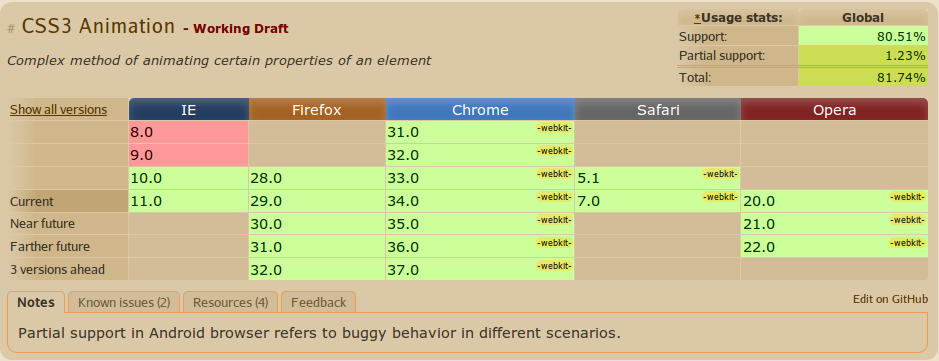 # CSS3 Animation - Working Draft
*Usage stats: Global
Support: 80.51%
Partial support: 1.23%
Total: 81.74%
Complex method of animating certain properties of an element
Show all versions IE Firefox Chrome Safari Opera
8.0 31.0 -webkit-
9.0 32.0 -webkit-
10.0 28.0 33.0 -webkit- 5.1 -webkit-
Current 11.0 29.0 34.0 -webkit- 7.0 -webkit- 20.0 -webkit-
Near future 30.0 35.0 -webkit- 21.0 -webkit-
Farther future 31.0 36.0 -webkit- 22.0 -webkit-
3 versions ahead 32.0 37.0 -webkit-
Notes Known issues (2) Resources (4) Feedback Edit on GitHub
Partial support in Android browser refers to buggy behavior in different scenarios.